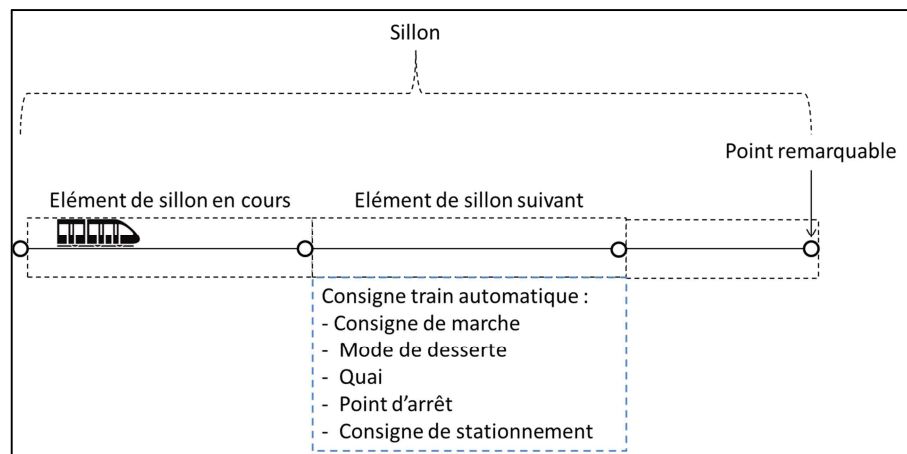 Sillon
Point remarquable
Elément de sillon en cours
Elément de sillon suivant
Consigne train automatique :
- Consigne de marche
- Mode de desserte
- Quai
- Point d'arrêt
- Consigne de stationnement